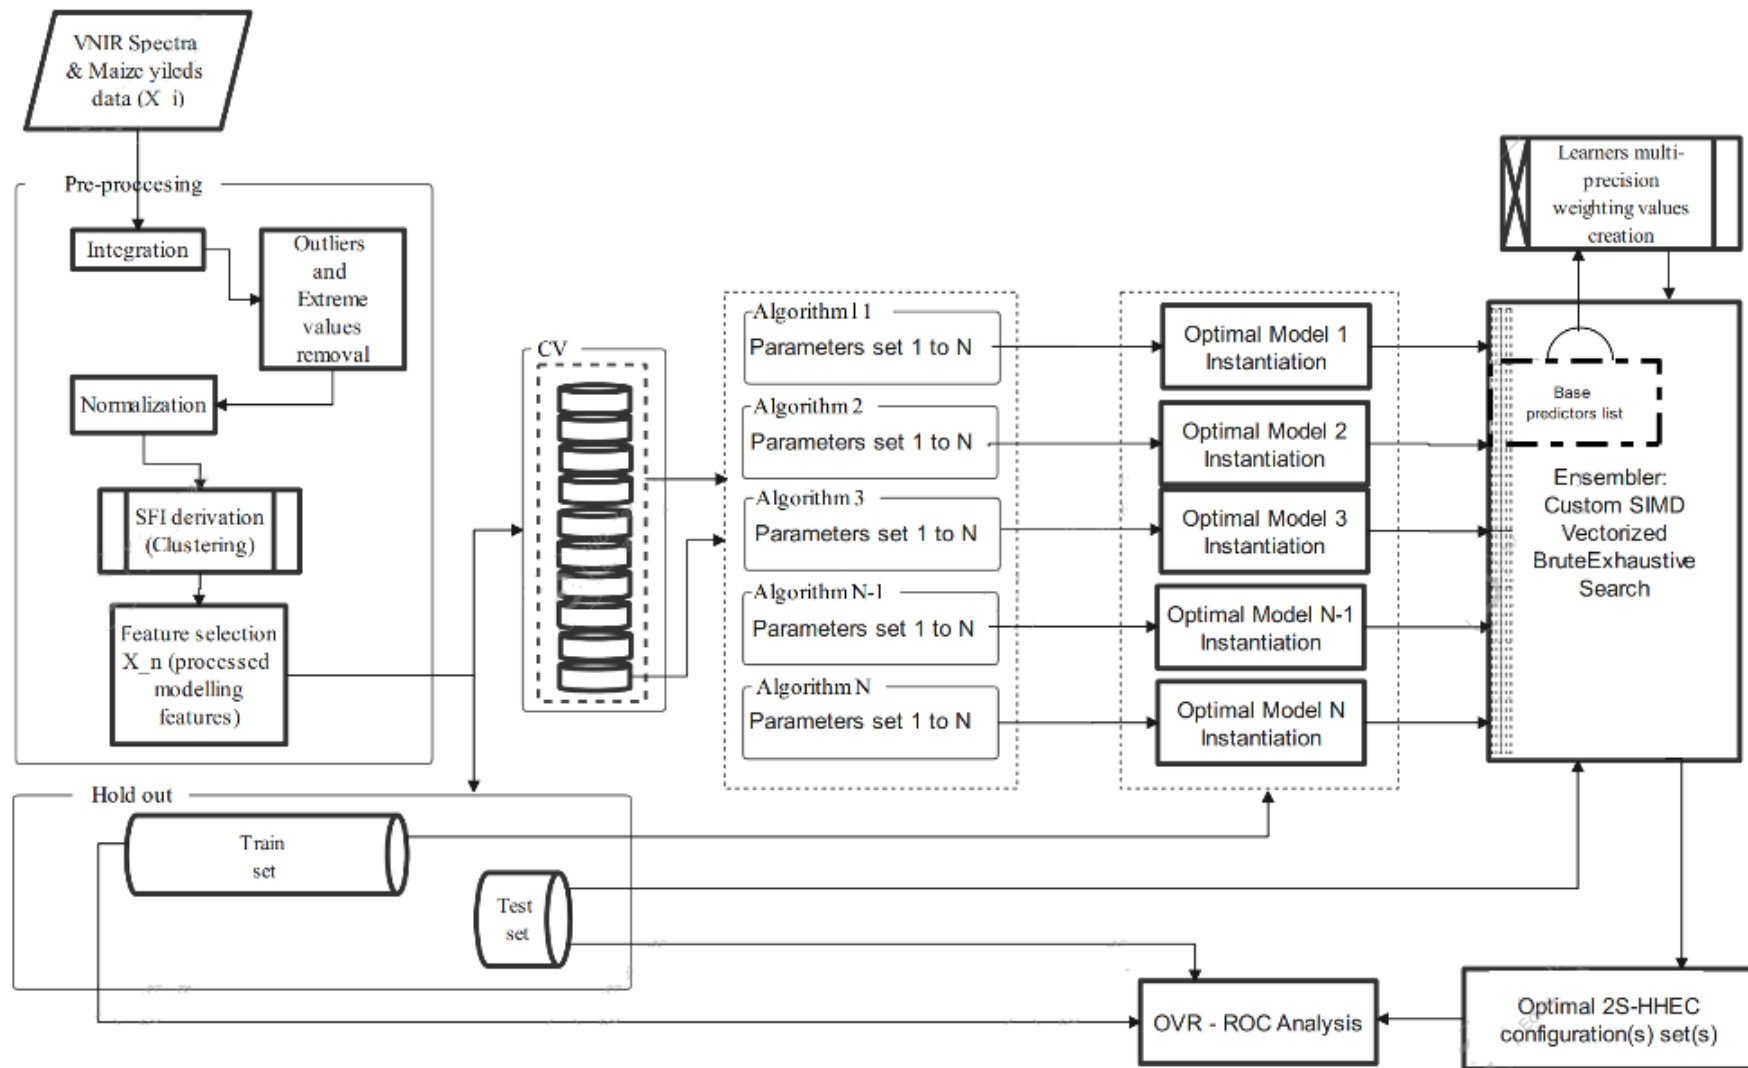 VNIR Spectra
& Maize yileds
data (X_i)
Pre-proccesing
Integration
Outliers
and
Extreme
values
removal
Normalization
SFI derivation
(Clustering)
Feature selection
X_n (processed
modelling
features)
Hold out
Train
set
Test
set
CV
Algorithm1 1
Parameters set 1 to N
Algorithm 2
Parameters set 1 to N
Algorithm 3
Parameters set 1 to N
Algorithm N-1
Parameters set 1 to N
Algorithm N
Parameters set 1 to N
Optimal Model 1
Instantiation
Optimal Model 2
Instantiation
Optimal Model 3
Instantiation
Optimal Model N-1
Instantiation
Optimal Model N
Instantiation
Learners multi-
precision
weighting values
creation
Base
predictors list
Ensembler:
Custom SIMD
Vectorized
BruteExhaustive
Search
OVR - ROC Analysis
Optimal 2S-HHEC
configuration(s) set(s)